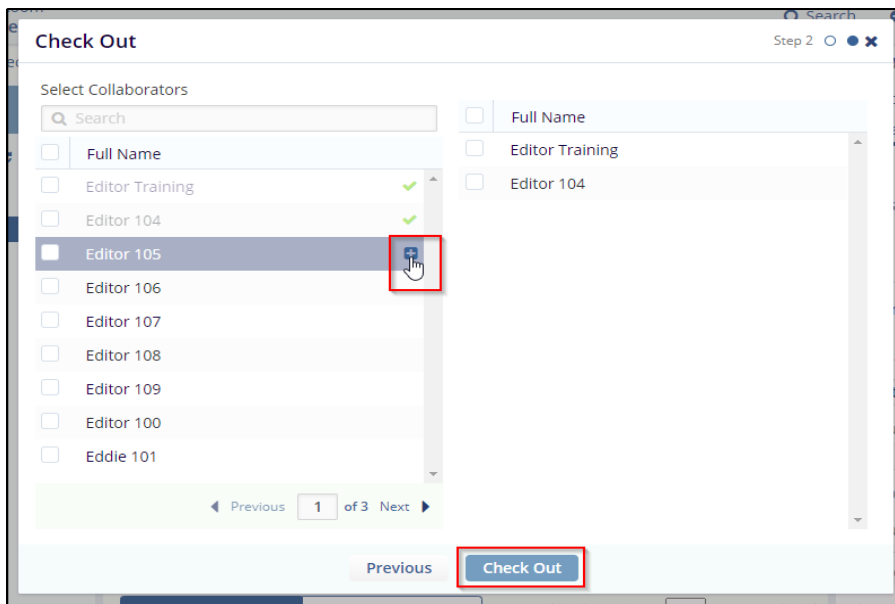 Search
Check Out
Step 2
Select Collaborators
Search
Full Name
Editor Training
Editor 104
Editor 105
Editor 106
Editor 107
Editor 108
Editor 109
Editor 100
Eddie 101
Previous 1 of 3 Next
Full Name
Editor Training
Editor 104
Previous Check Out